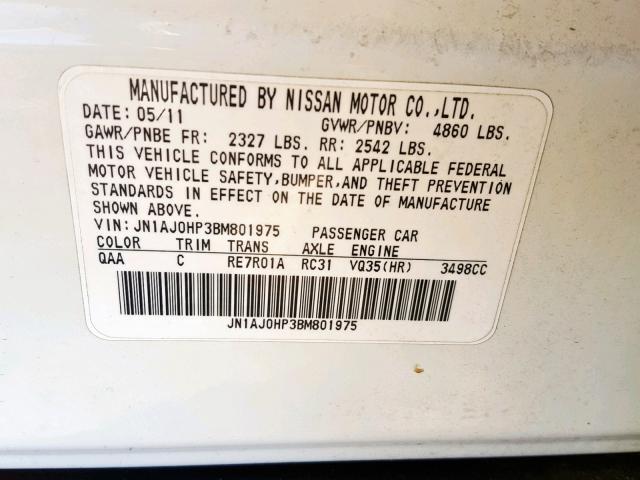 MANUFACTURED BY NISSAN MOTOR CO.,LTD.
DATE: 05/11 GVWR/PNBV: 4860 LBS.
GAWR/PNBE FR: 2327 LBS. RR: 2542 LBS.
THIS VEHICLE CONFORMS TO ALL APPLICABLE FEDERAL
MOTOR VEHICLE SAFETY,BUMPER,AND THEFT PREVENTION
STANDARDS IN EFFECT ON THE DATE OF MANUFACTURE
SHOWN ABOVE.
VIN: JN1AJ0HP3BM801975 PASSENGER CAR
COLOR TRIM TRANS AXLE ENGINE
QAA C RE7R01A RC31 VQ35(HR) 3498CC
JN1AJ0HP3BM801975